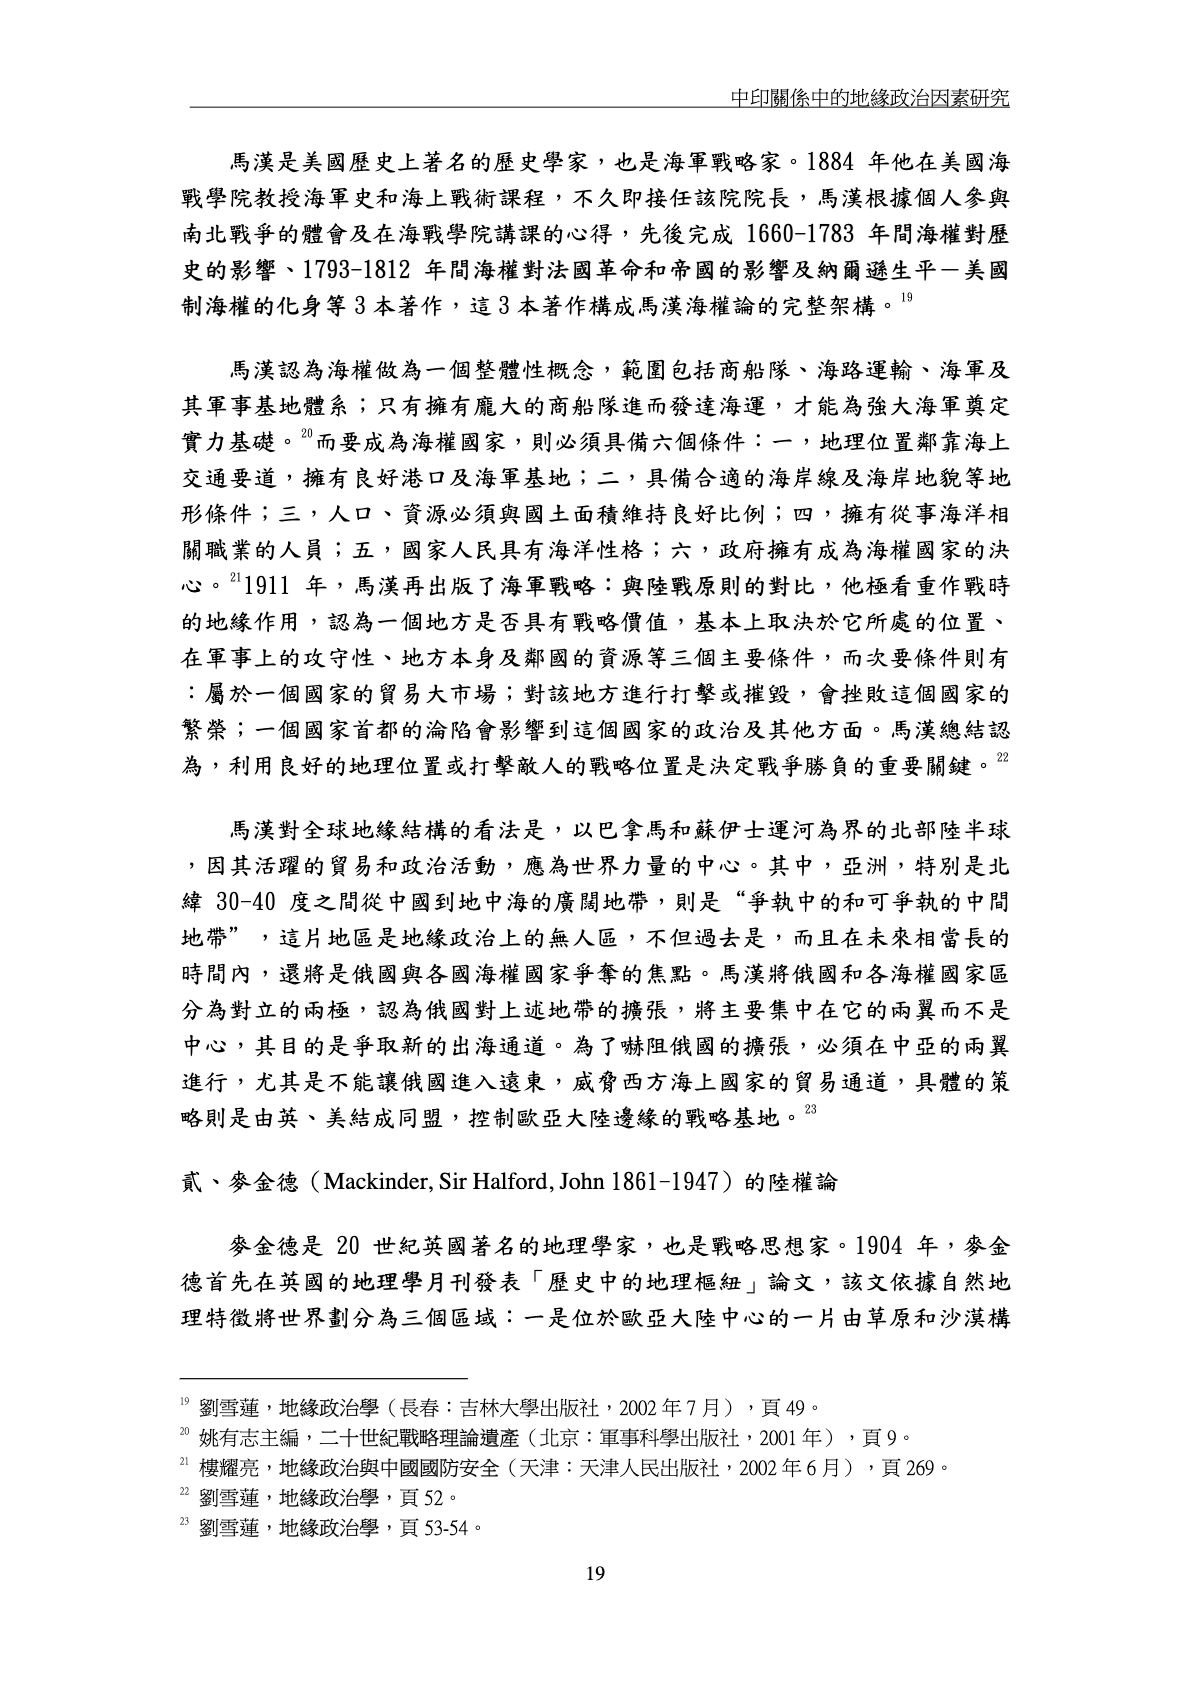 中印關係中的地緣政治因素研究
馬漢是美國歷史上著名的歷史學家，也是海軍戰略家。1884 年他在美國海
戰學院教授海軍史和海上戰術課程，不久即接任該院院長，馬漢根據個人參與
南北戰爭的體會及在海戰學院講課的心得，先後完成 1660-1783 年間海權對歷
史的影響、1793-1812 年間海權對法國革命和帝國的影響及納爾遜生平－美國
制海權的化身等 3 本著作，這 3 本著作構成馬漢海權論的完整架構。19
馬漢認為海權做為一個整體性概念，範圍包括商船隊、海路運輸、海軍及
其軍事基地體系；只有擁有龐大的商船隊進而發達海運，才能為強大海軍奠定
實力基礎。20而要成為海權國家，則必須具備六個條件：一，地理位置鄰靠海上
交通要道，擁有良好港口及海軍基地；二，具備合適的海岸線及海岸地貌等地
形條件；三，人口、資源必須與國土面積維持良好比例；四，擁有從事海洋相
關職業的人員；五，國家人民具有海洋性格；六，政府擁有成為海權國家的決
心。211911 年，馬漢再出版了海軍戰略：與陸戰原則的對比，他極看重作戰時
的地緣作用，認為一個地方是否具有戰略價值，基本上取決於它所處的位置、
在軍事上的攻守性、地方本身及鄰國的資源等三個主要條件，而次要條件則有
：屬於一個國家的貿易大市場；對該地方進行打擊或摧毀，會挫敗這個國家的
繁榮；一個國家首都的淪陷會影響到這個國家的政治及其他方面。馬漢總結認
為，利用良好的地理位置或打擊敵人的戰略位置是決定戰爭勝負的重要關鍵。22
馬漢對全球地緣結構的看法是，以巴拿馬和蘇伊士運河為界的北部陸半球
，因其活躍的貿易和政治活動，應為世界力量的中心。其中，亞洲，特別是北
緯 30-40 度之間從中國到地中海的廣闊地帶，則是“爭執中的和可爭執的中間
地帶”，這片地區是地緣政治上的無人區，不但過去是，而且在未來相當長的
時間內，還將是俄國與各國海權國家爭奪的焦點。馬漢將俄國和各海權國家區
分為對立的兩極，認為俄國對上述地帶的擴張，將主要集中在它的兩翼而不是
中心，其目的是爭取新的出海通道。為了嚇阻俄國的擴張，必須在中亞的兩翼
進行，尤其是不能讓俄國進入遠東，威脅西方海上國家的貿易通道，具體的策
略則是由英、美結成同盟，控制歐亞大陸邊緣的戰略基地。23
貳、麥金德（Mackinder, Sir Halford, John 1861-1947）的陸權論
麥金德是 20 世紀英國著名的地理學家，也是戰略思想家。1904 年，麥金
德首先在英國的地理學月刊發表「歷史中的地理樞紐」論文，該文依據自然地
理特徵將世界劃分為三個區域：一是位於歐亞大陸中心的一片由草原和沙漠構
19 劉雪蓮，地緣政治學（長春：吉林大學出版社，2002 年 7 月），頁 49。
20 姚有志主編，二十世紀戰略理論遺產（北京：軍事科學出版社，2001 年），頁 9。
21 樓耀亮，地緣政治與中國國防安全（天津：天津人民出版社，2002 年 6 月），頁 269。
22 劉雪蓮，地緣政治學，頁 52。
23 劉雪蓮，地緣政治學，頁 53-54。
19